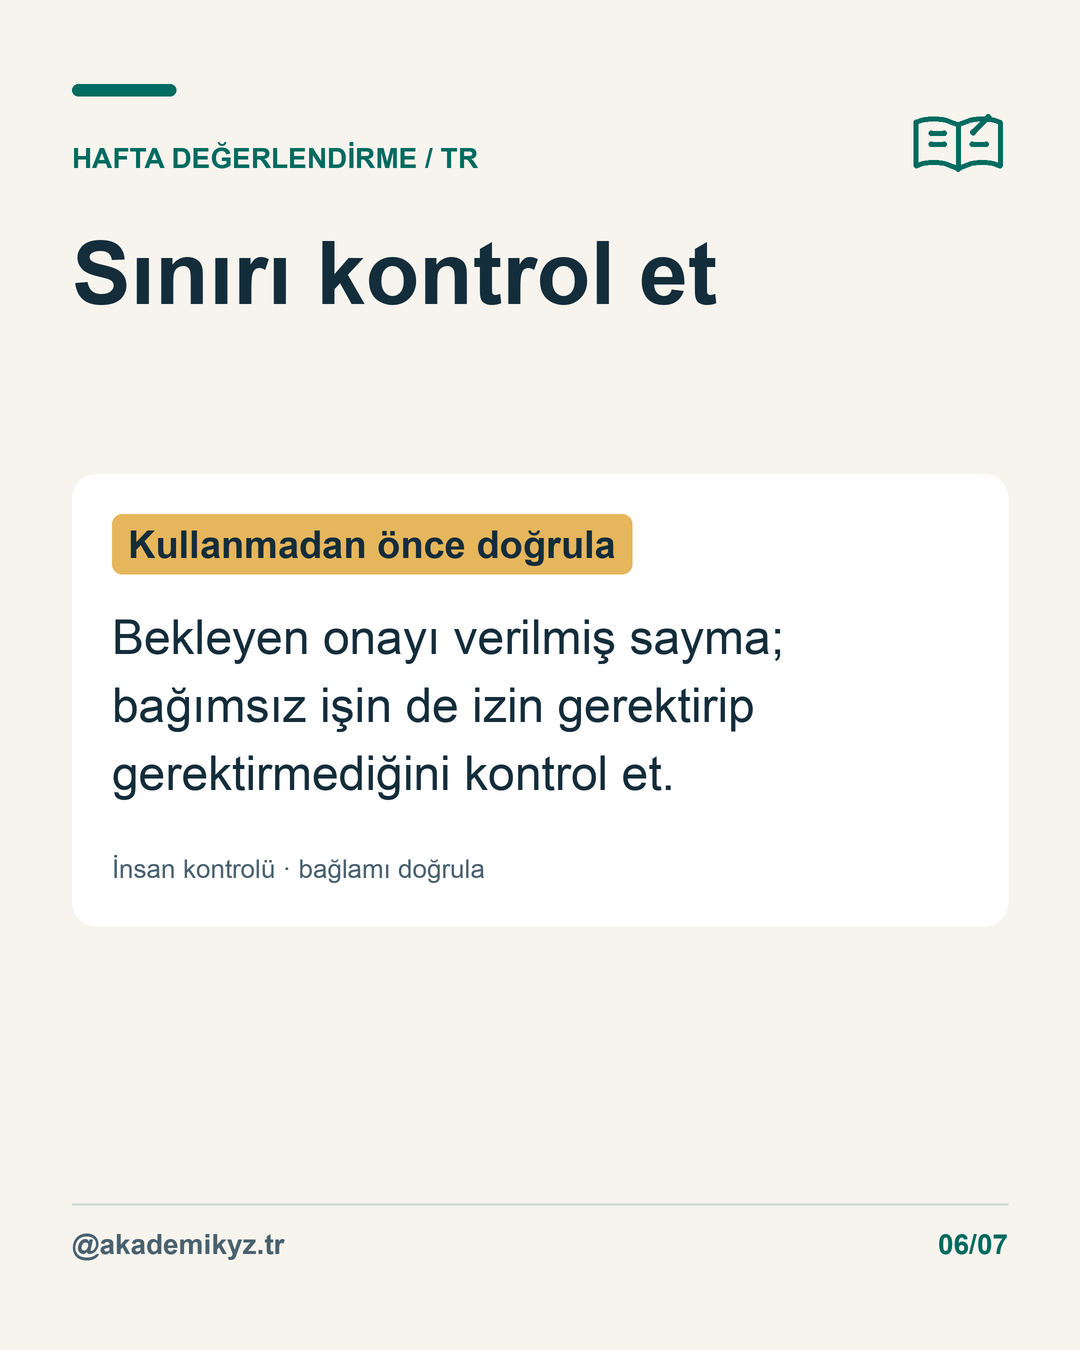 HAFTA DEĞERLENDİRME / TR
Sınırı kontrol et
Kullanmadan önce doğrula
Bekleyen onayı verilmiş sayma;
bağımsız işin de izin gerektirip
gerektirmediğini kontrol et.
İnsan kontrolü · bağlamı doğrula
@akademikyz.tr
06/07